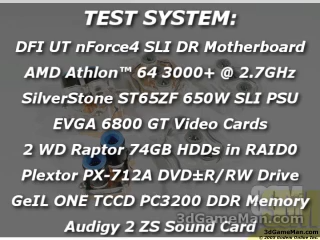 TEST SYSTEM:
DFI UT nForce4 SLI DR Motherboard
AMD Athlon™ 64 3000+ @ 2.7GHz
SilverStone ST65ZF 650W SLI PSU
EVGA 6800 GT Video Cards
2 WD Raptor 74GB HDDs in RAID0
Plextor PX-712A DVD±R/RW Drive
GeIL ONE TCCD PC3200 DDR Memory
3dGameMan.com
Audigy 2 ZS Sound Card
3dGameMan.com